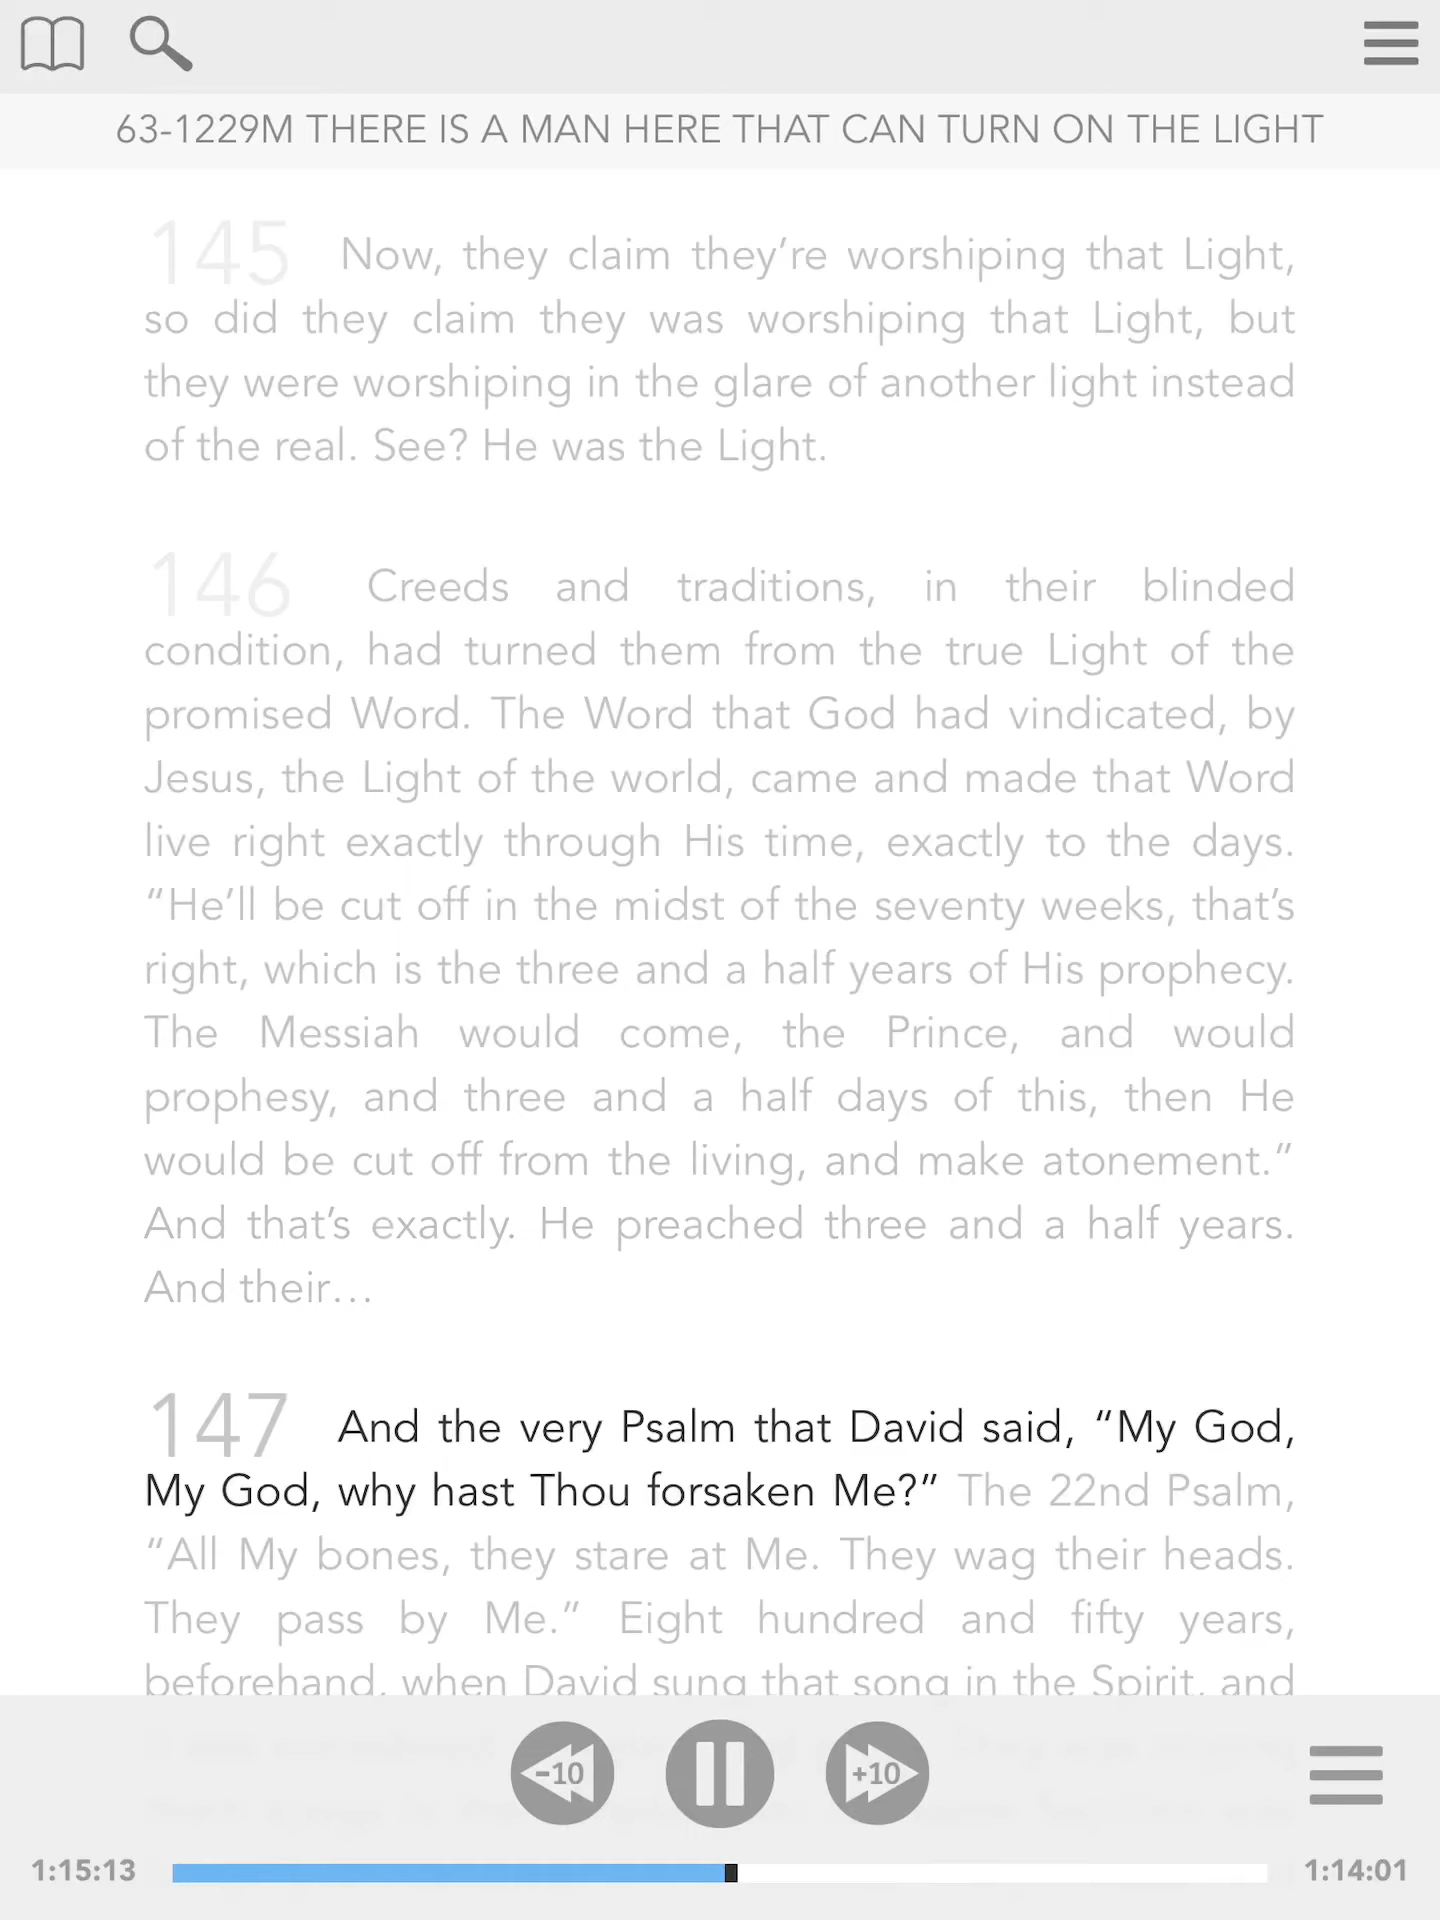 63-1229M THERE IS A MAN HERE THAT CAN TURN ON THE LIGHT
145 Now, they claim they’re worshiping that Light,
so did they claim they was worshiping that Light, but
they were worshiping in the glare of another light instead
of the real. See? He was the Light.
146 Creeds and traditions, in their blinded
condition, had turned them from the true Light of the
promised Word. The Word that God had vindicated, by
Jesus, the Light of the world, came and made that Word
live right exactly through His time, exactly to the days.
“He’ll be cut off in the midst of the seventy weeks, that’s
right, which is the three and a half years of His prophecy.
The Messiah would come, the Prince, and would
prophesy, and three and a half days of this, then He
would be cut off from the living, and make atonement.”
And that’s exactly. He preached three and a half years.
And their…
147 And the very Psalm that David said, “My God,
My God, why hast Thou forsaken Me?” The 22nd Psalm,
“All My bones, they stare at Me. They wag their heads.
They pass by Me.” Eight hundred and fifty years,
beforehand, when David sung that song in the Spirit, and
-10 +10
1:15:13 1:14:01